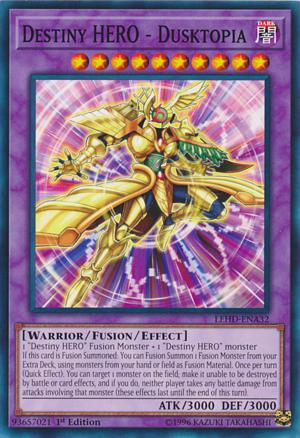 DESTINY HERO - DUSKTOPIA
DARK
闇
LEHD-ENA32
[WARRIOR/FUSION/EFFECT]
1 "Destiny HERO" Fusion Monster + 1 "Destiny HERO" monster
If this card is Fusion Summoned: You can Fusion Summon 1 Fusion Monster from your
Extra Deck, using monsters from your hand or field as Fusion Material. Once per turn
(Quick Effect): You can target 1 monster on the field; make it unable to be destroyed
by battle or card effects, and if you do, neither player takes any battle damage from
attacks involving that monster (these effects last until the end of this turn).
ATK/3000 DEF/3000
93657021 1st Edition ©1996 KAZUKI TAKAHASHI